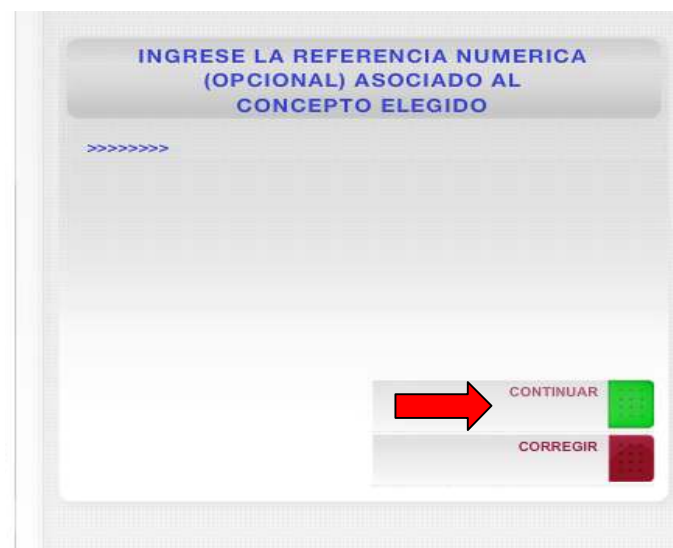 INGRESE LA REFERENCIA NUMERICA
(OPCIONAL) ASOCIADO AL
CONCEPTO ELEGIDO
>>>>>>>>
CONTINUAR
CORREGIR